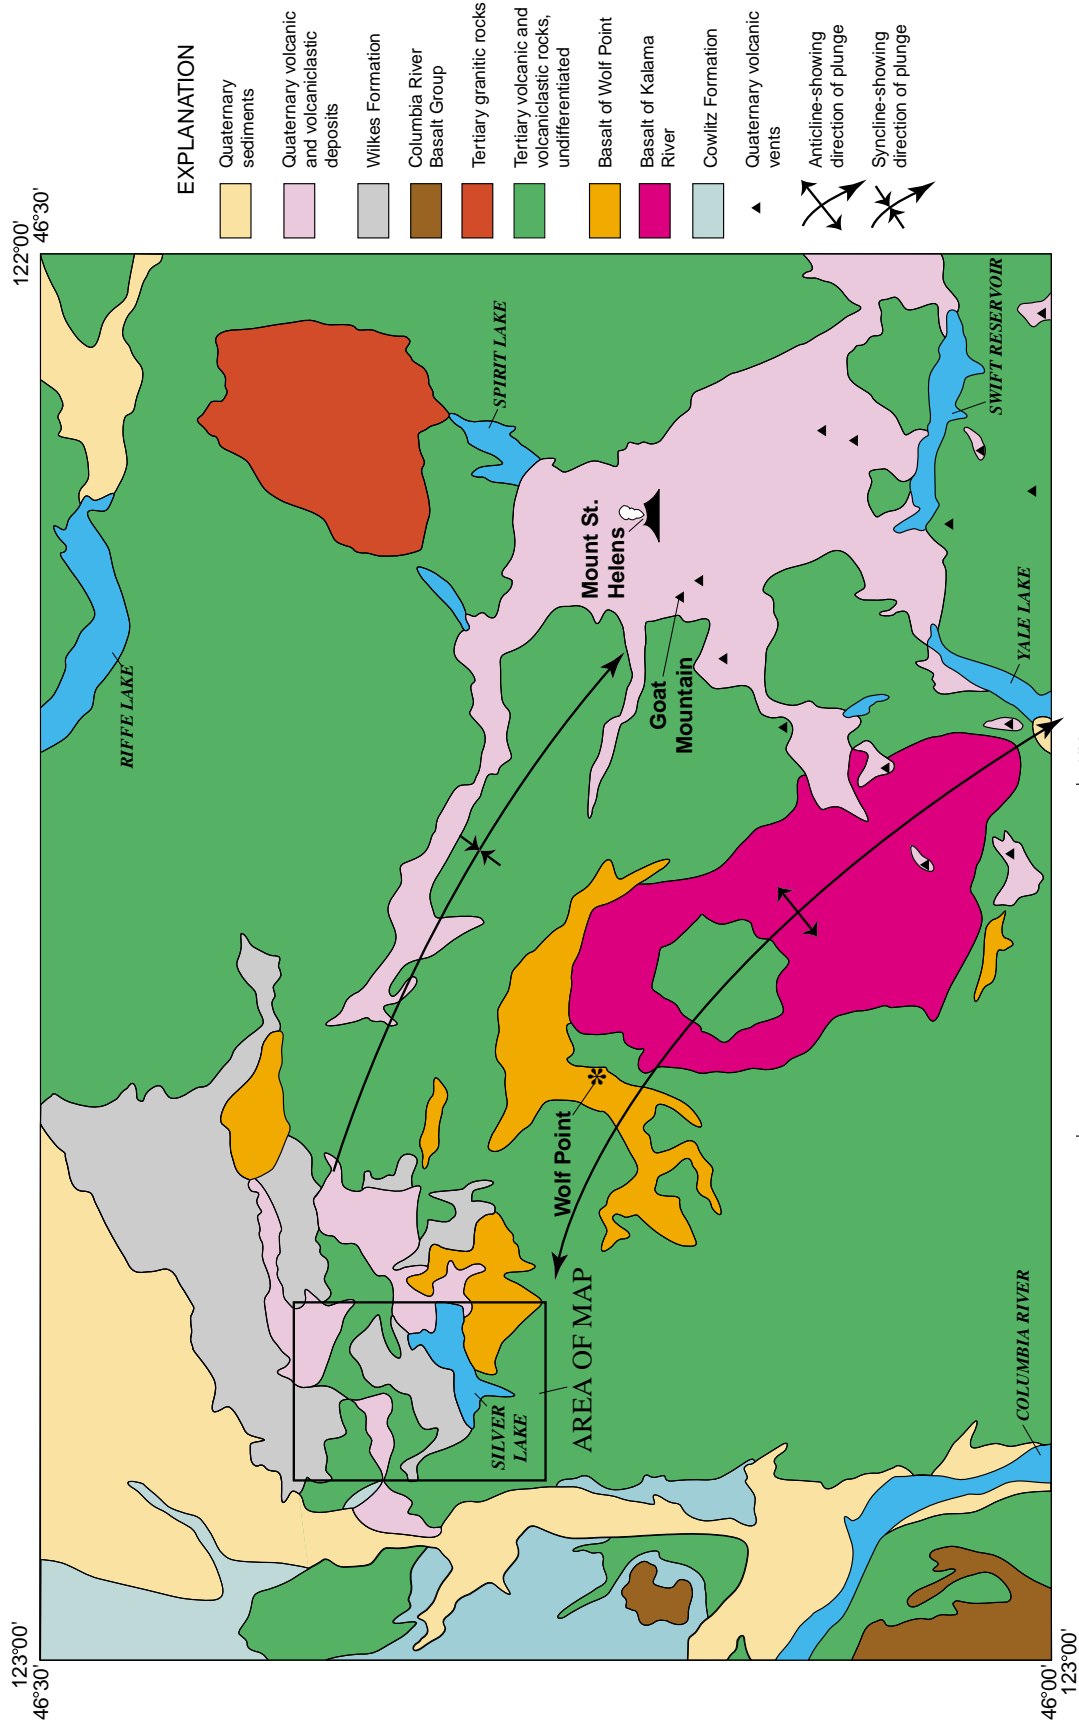 122°00'
46°30'
EXPLANATION
Quaternary
sediments
Quaternary volcanic
and volcaniclastic
deposits
Wilkes Formation
Columbia River
Basalt Group
Tertiary granitic rocks
Tertiary volcanic and
volcaniclastic rocks,
undifferentiated
Basalt of Wolf Point
Basalt of Kalama
River
Cowlitz Formation
Quaternary volcanic
vents
Anticline-showing
direction of plunge
Syncline-showing
direction of plunge
RIFFE LAKE
SPIRIT LAKE
SWIFT RESERVOIR
Mount St.
Helens
Goat
Mountain
YALE LAKE
Wolf Point
AREA OF MAP
SILVER
LAKE
COLUMBIA RIVER
123°00'
46°30'
46°00'
123°00'